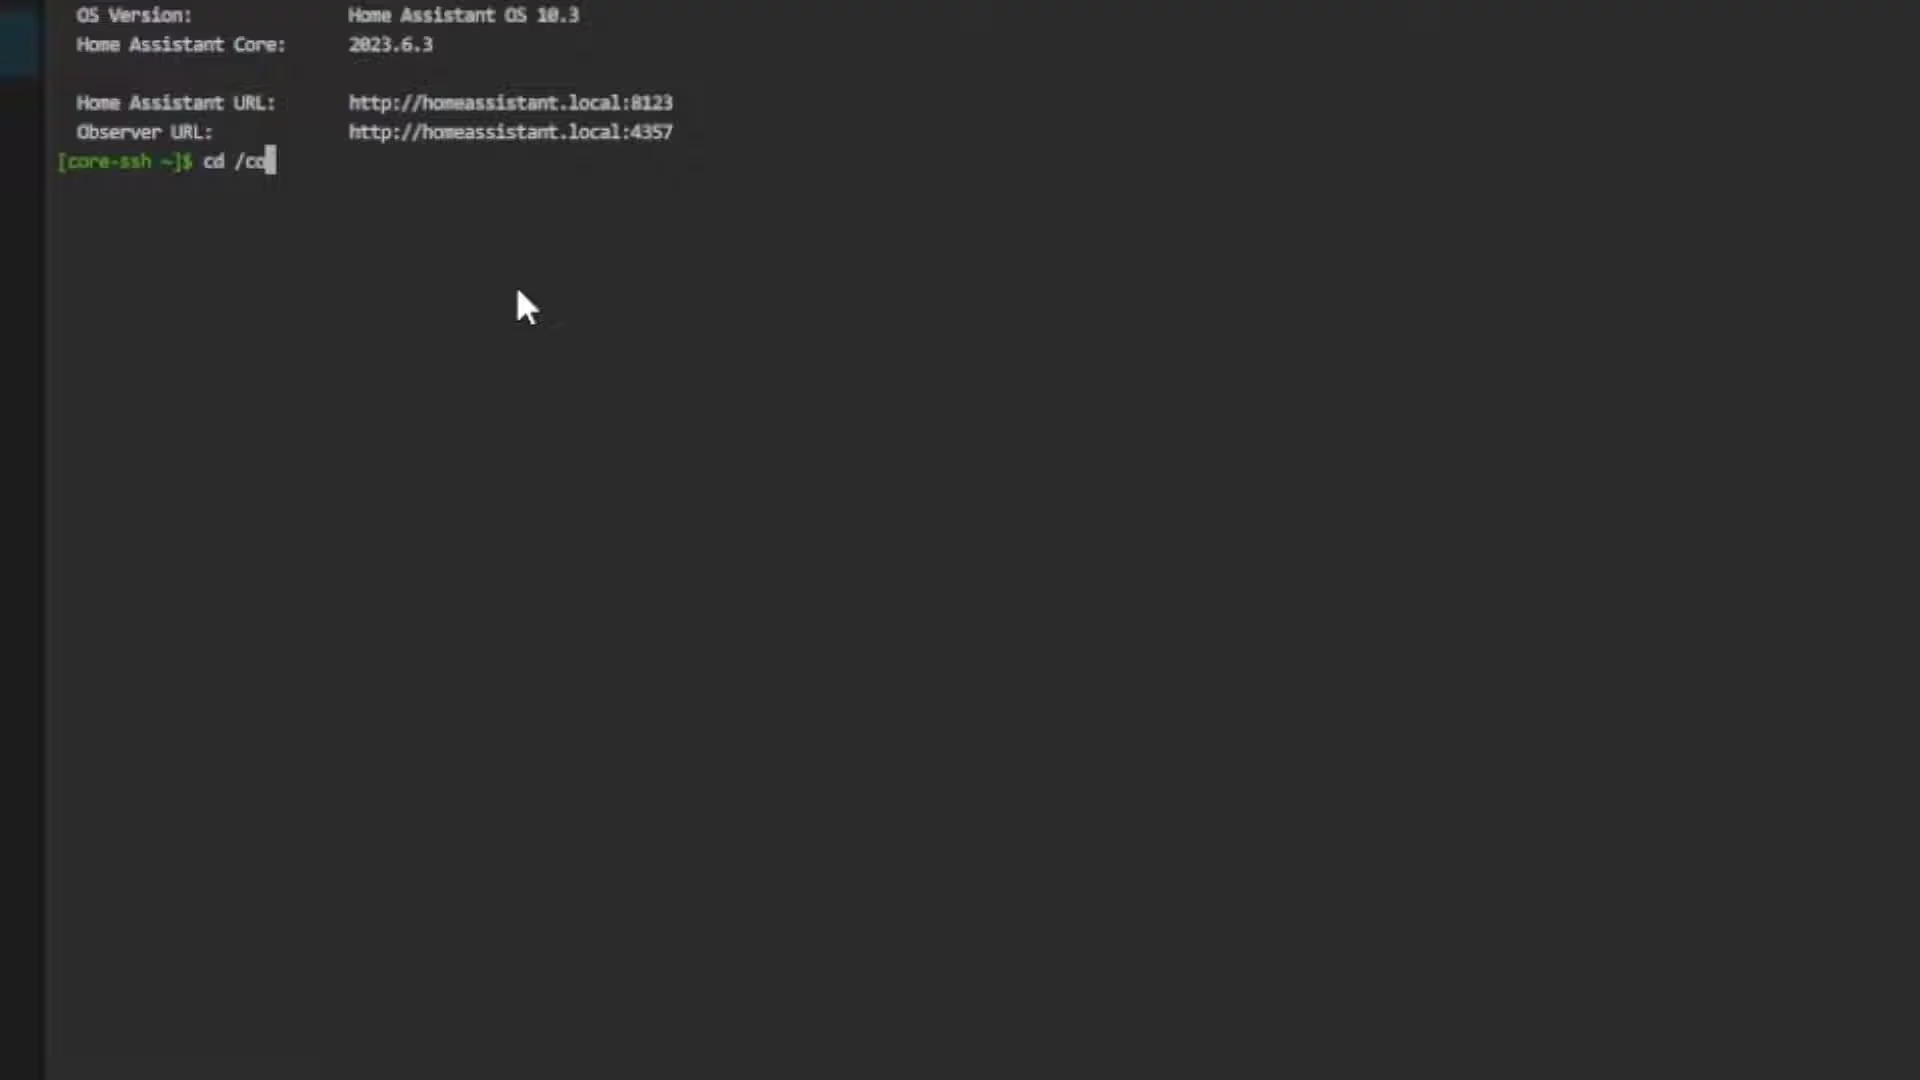 OS Version: Home Assistant OS 10.3
Home Assistant Core: 2023.6.3
Home Assistant URL: http://homeassistant.local:8123
Observer URL: http://homeassistant.local:4357
[core-ssh ~]$ cd /co